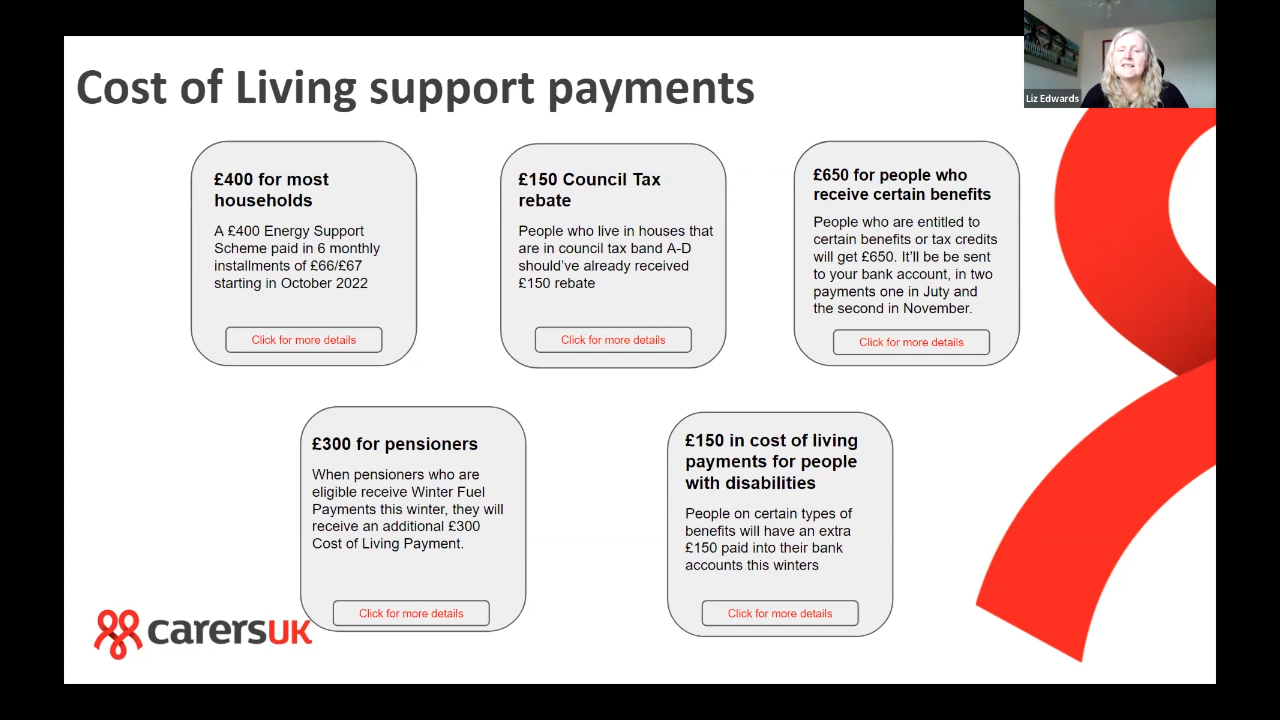 Cost of Living support payments
Liz Edwards
£400 for most
households
A £400 Energy Support
Scheme paid in 6 monthly
installments of £66/£67
starting in October 2022
Click for more details
£150 Council Tax
rebate
People who live in houses that
are in council tax band A-D
should've already received
£150 rebate
Click for more details
£650 for people who
receive certain benefits
People who are entitled to
certain benefits or tax credits
will get £650. It'll be be sent
to your bank account, in two
payments one in Juty and
the second in November.
Click for more details
£300 for pensioners
When pensioners who are
eligible receive Winter Fuel
Payments this winter, they will
receive an additional £300
Cost of Living Payment.
Click for more details
£150 in cost of living
payments for people
with disabilities
People on certain types of
benefits will have an extra
£150 paid into their bank
accounts this winters
Click for more details
carersUK